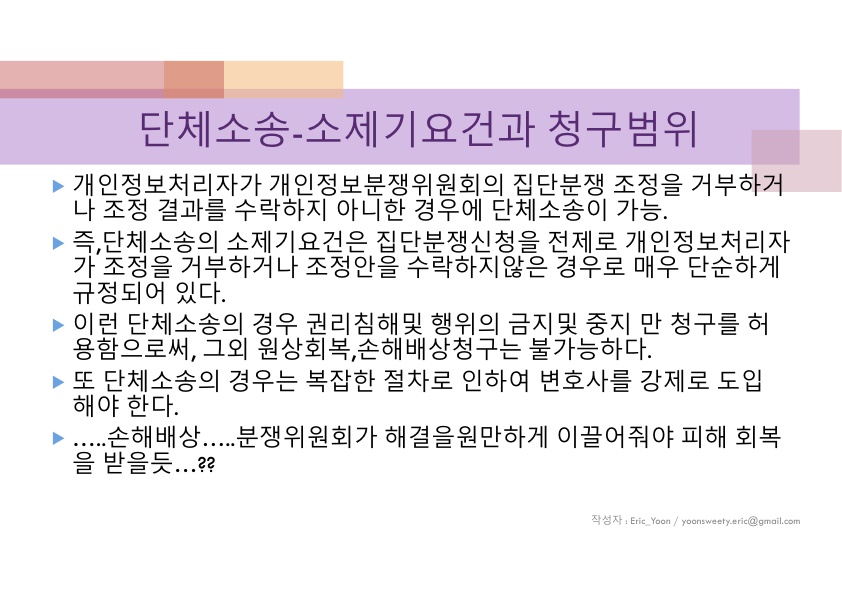 단체소송-소제기요건과 청구범위
개인정보처리자가 개인정보분쟁위원회의 집단분쟁 조정을 거부하거
나 조정 결과를 수락하지 아니한 경우에 단체소송이 가능.
즉,단체소송의 소제기요건은 집단분쟁신청을 전제로 개인정보처리자
가 조정을 거부하거나 조정안을 수락하지않은 경우로 매우 단순하게
규정되어 있다.
이런 단체소송의 경우 권리침해및 행위의 금지및 중지 만 청구를 허
용함으로써, 그외 원상회복,손해배상청구는 불가능하다.
또 단체소송의 경우는 복잡한 절차로 인하여 변호사를 강제로 도입
해야 한다.
…..손해배상…..분쟁위원회가 해결을원만하게 이끌어줘야 피해 회복
을 받을듯…??
작성자 : Eric_Yoon / yoonsweety.eric@gmail.com